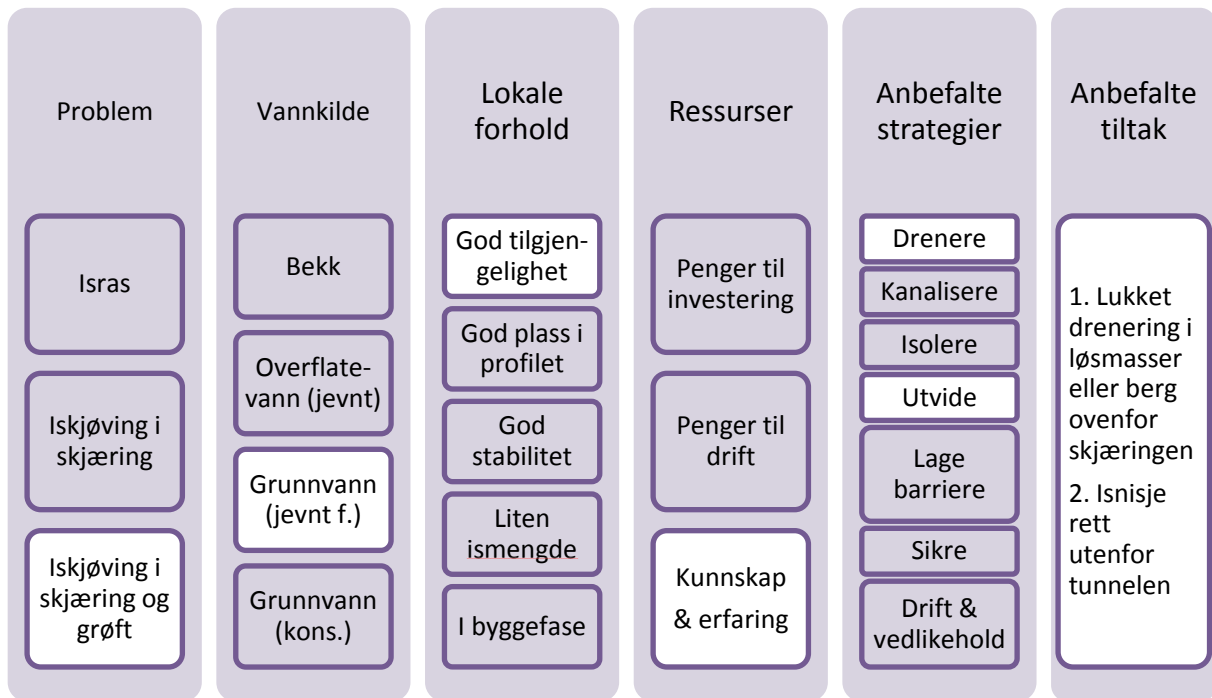 Problem
Isras
Iskjøving i
skjæring
Iskjøving i
skjæring og
grøft
Vannkilde
Bekk
Overflate-
vann (jevnt)
Grunnvann
(jevnt f.)
Grunnvann
(kons.)
Lokale
forhold
God tilgjen-
gelighet
God plass i
profilet
God
stabilitet
Liten
ismengde
I byggefase
Ressurser
Penger til
investering
Penger til
drift
Kunnskap
& erfaring
Anbefalte
strategier
Drenere
Kanalisere
Isolere
Utvide
Lage
barriere
Sikre
Drift &
vedlikehold
Anbefalte
tiltak
1. Lukket
drenering i
løsmasser
eller berg
ovenfor
skjæringen
2. Isnisje
rett
utenfor
tunnelen